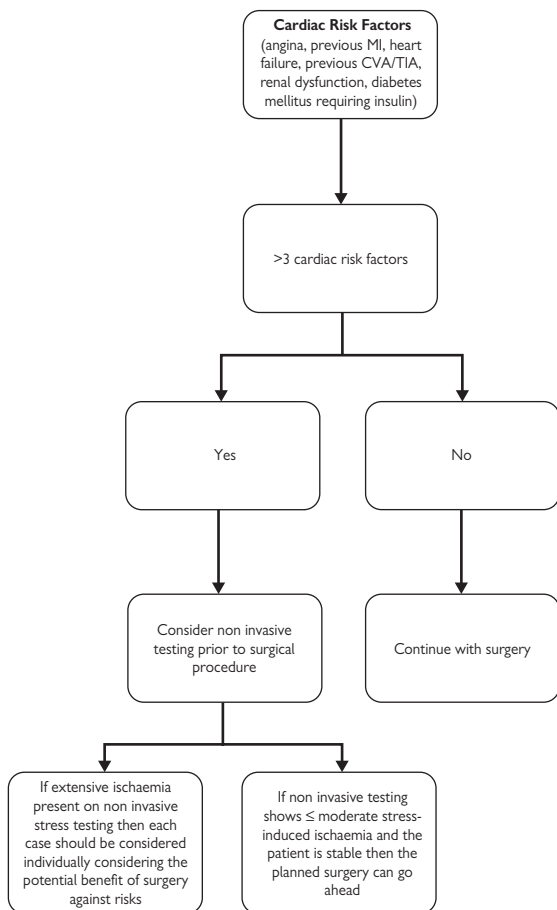 Cardiac Risk Factors
(angina, previous MI, heart
failure, previous CVA/TIA,
renal dysfunction, diabetes
mellitus requiring insulin)
>3 cardiac risk factors
Yes
No
Consider non invasive
testing prior to surgical
procedure
Continue with surgery
If extensive ischaemia
present on non invasive
stress testing then each
case should be considered
individually considering the
potential benefit of surgery
against risks
If non invasive testing
shows ≤ moderate stress-
induced ischaemia and the
patient is stable then the
planned surgery can go
ahead